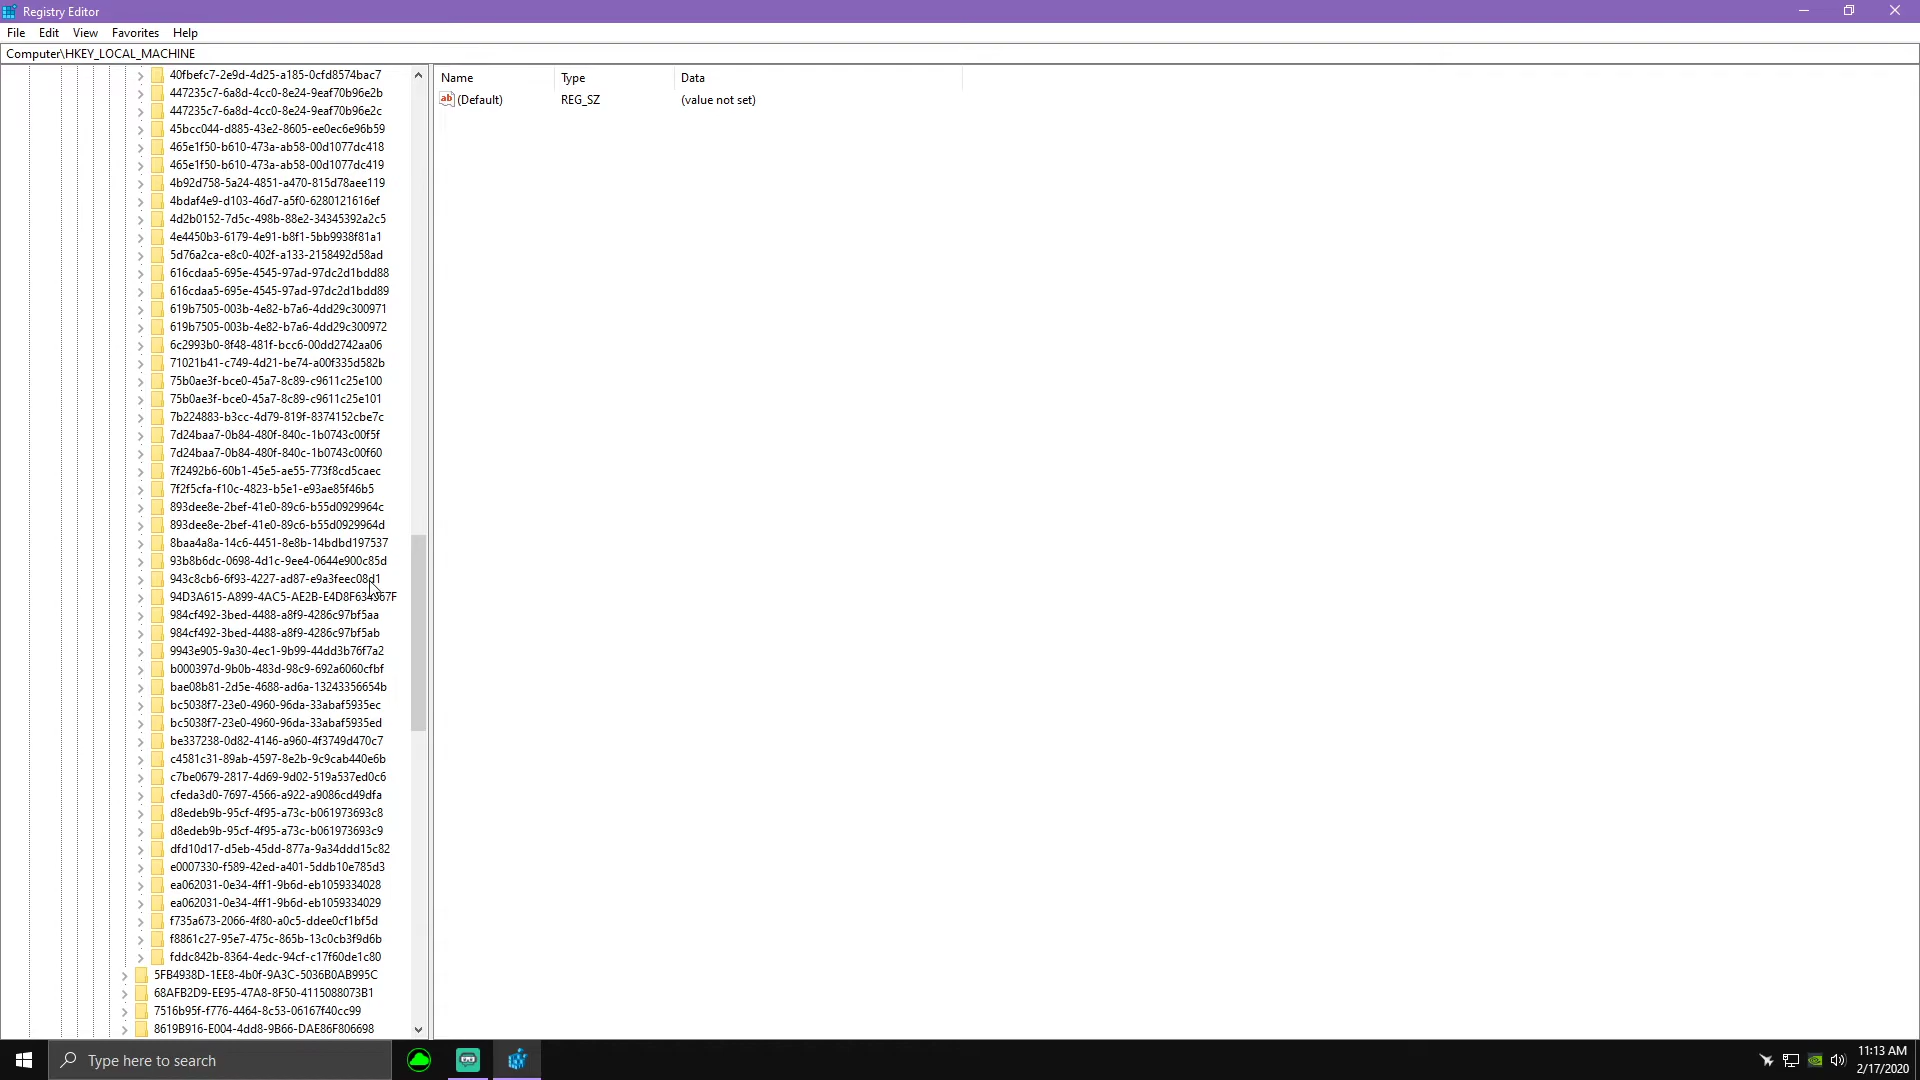 Registry Editor
File Edit View Favorites Help
Computer\HKEY_LOCAL_MACHINE
Name Type Data
ab (Default) REG_SZ (value not set)
40fbefc7-2e9d-4d25-a185-0cfd8574bac7
447235c7-6a8d-4cc0-8e24-9eaf70b96e2b
447235c7-6a8d-4cc0-8e24-9eaf70b96e2c
45bcc044-d885-43e2-8605-ee0ec6e96b59
465e1f50-b610-473a-ab58-00d1077dc418
465e1f50-b610-473a-ab58-00d1077dc419
4b92d758-5a24-4851-a470-815d78aee119
4bdaf4e9-d103-46d7-a5f0-6280121616ef
4d2b0152-7d5c-498b-88e2-34345392a2c5
4e4450b3-6179-4e91-b8f1-5bb9938f81a1
5d76a2ca-e8c0-402f-a133-2158492d58ad
616cdaa5-695e-4545-97ad-97dc2d1bdd88
616cdaa5-695e-4545-97ad-97dc2d1bdd89
619b7505-003b-4e82-b7a6-4dd29c300971
619b7505-003b-4e82-b7a6-4dd29c300972
6c2993b0-8f48-481f-bcc6-00dd2742aa06
71021b41-c749-4d21-be74-a00f335d582b
75b0ae3f-bce0-45a7-8c89-c9611c25e100
75b0ae3f-bce0-45a7-8c89-c9611c25e101
7b224883-b3cc-4d79-819f-8374152cbe7c
7d24baa7-0b84-480f-840c-1b0743c00f5f
7d24baa7-0b84-480f-840c-1b0743c00f60
7f2492b6-60b1-45e5-ae55-773f8cd5caec
7f2f5cfa-f10c-4823-b5e1-e93ae85f46b5
893dee8e-2bef-41e0-89c6-b55d0929964c
893dee8e-2bef-41e0-89c6-b55d0929964d
8baa4a8a-14c6-4451-8e8b-14bdbd197537
93b8b6dc-0698-4d1c-9ee4-0644e900c85d
943c8cb6-6f93-4227-ad87-e9a3feec08d1
984cf492-3bed-4488-a8f9-4286c97bf5aa
984cf492-3bed-4488-a8f9-4286c97bf5ab
9943e905-9a30-4ec1-9b99-44dd3b76f7a2
b000397d-9b0b-483d-98c9-692a6060cfbf
bae08b81-2d5e-4688-ad6a-13243356654b
bc5038f7-23e0-4960-96da-33abaf5935ec
bc5038f7-23e0-4960-96da-33abaf5935ed
be337238-0d82-4146-a960-4f3749d470c7
c4581c31-89ab-4597-8e2b-9c9cab440e6b
c7be0679-2817-4d69-9d02-519a537ed0c6
cfeda3d0-7697-4566-a922-a9086cd49dfa
d8edeb9b-95cf-4f95-a73c-b061973693c8
d8edeb9b-95cf-4f95-a73c-b061973693c9
dfd10d17-d5eb-45dd-877a-9a34ddd15c82
e0007330-f589-42ed-a401-5ddb10e785d3
ea062031-0e34-4ff1-9b6d-eb1059334028
ea062031-0e34-4ff1-9b6d-eb1059334029
f735a673-2066-4f80-a0c5-ddee0cf1bf5d
f8861c27-95e7-475c-865b-13c0cb3f9d6b
fddc842b-8364-4edc-94cf-c17f60de1c80
5FB4938D-1EE8-4b0f-9A3C-5036B0AB995C
68AFB2D9-EE95-47A8-8F50-4115088073B1
7516b95f-f776-4464-8c53-06167f40cc99
8619B916-E004-4dd8-9B66-DAE86F806698
Type here to search
11:13 AM
2/17/2020